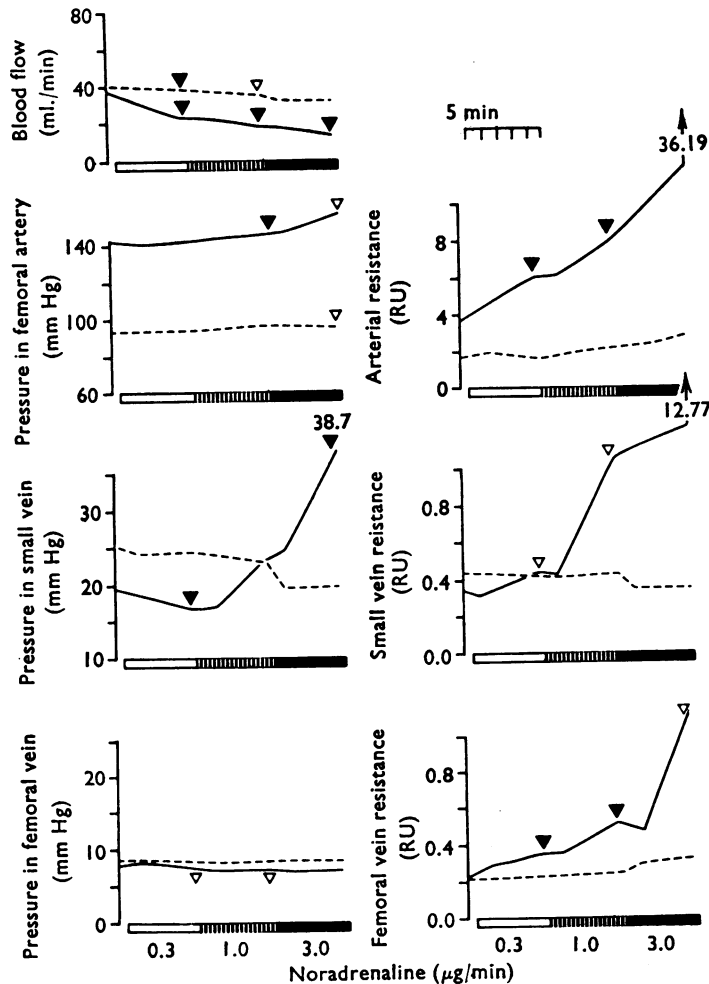 Blood flow
(ml./min)
80
40
0
5 min
Pressure in femoral artery
(mm Hg)
140
100
60
Arterial resistance
(RU)
36.19
8
4
0
Pressure in small vein
(mm Hg)
38.7
30
20
10
Small vein reistance
(RU)
12.77
0.8
0.4
0.0
Pressure in femoral vein
(mm Hg)
20
10
0
Femoral vein resistance
(RU)
0.8
0.4
0.0
0.3 1.0 3.0
0.3 1.0 3.0
Noradrenaline (μg/min)